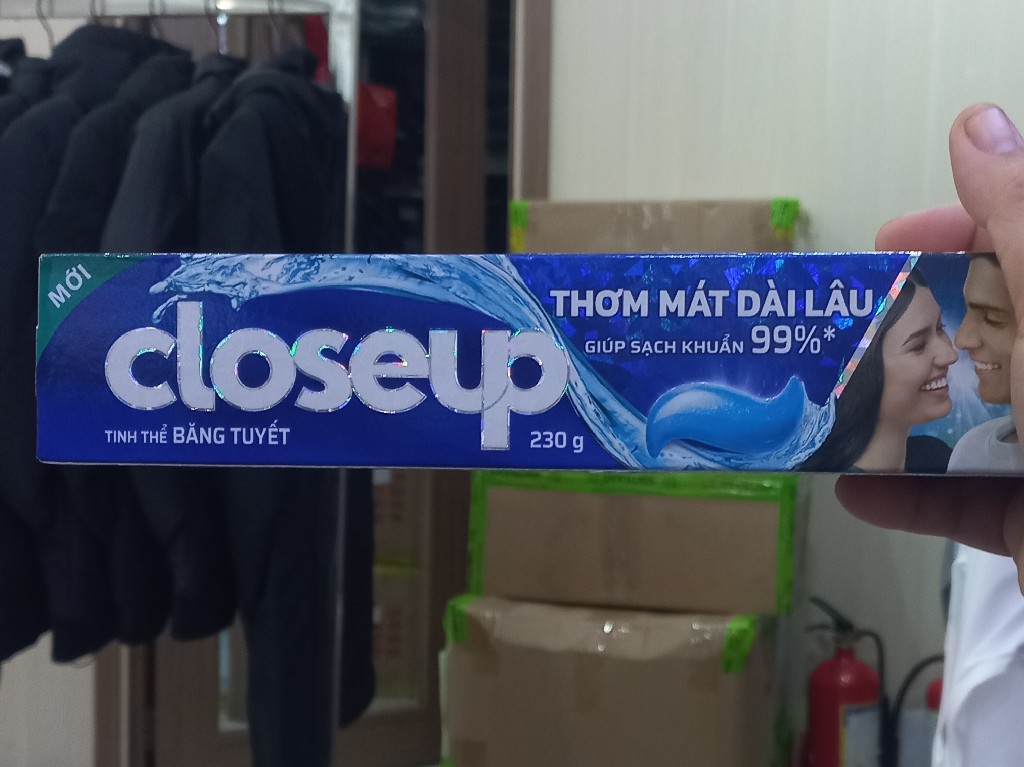 MỚI
closeup
TINH THỂ BĂNG TUYẾT
230 g
THƠM MÁT DÀI LÂU
GIÚP SẠCH KHUẨN 99%*